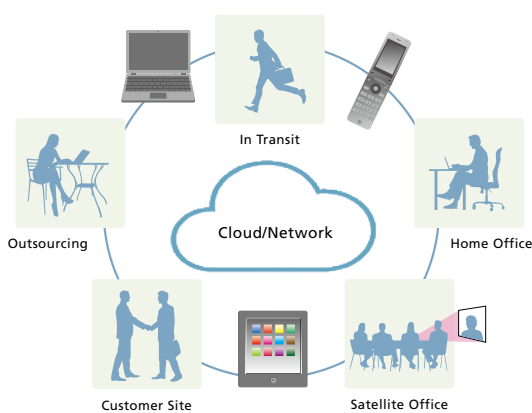 In Transit
Cloud/Network
Outsourcing
Home Office
Customer Site
Satellite Office